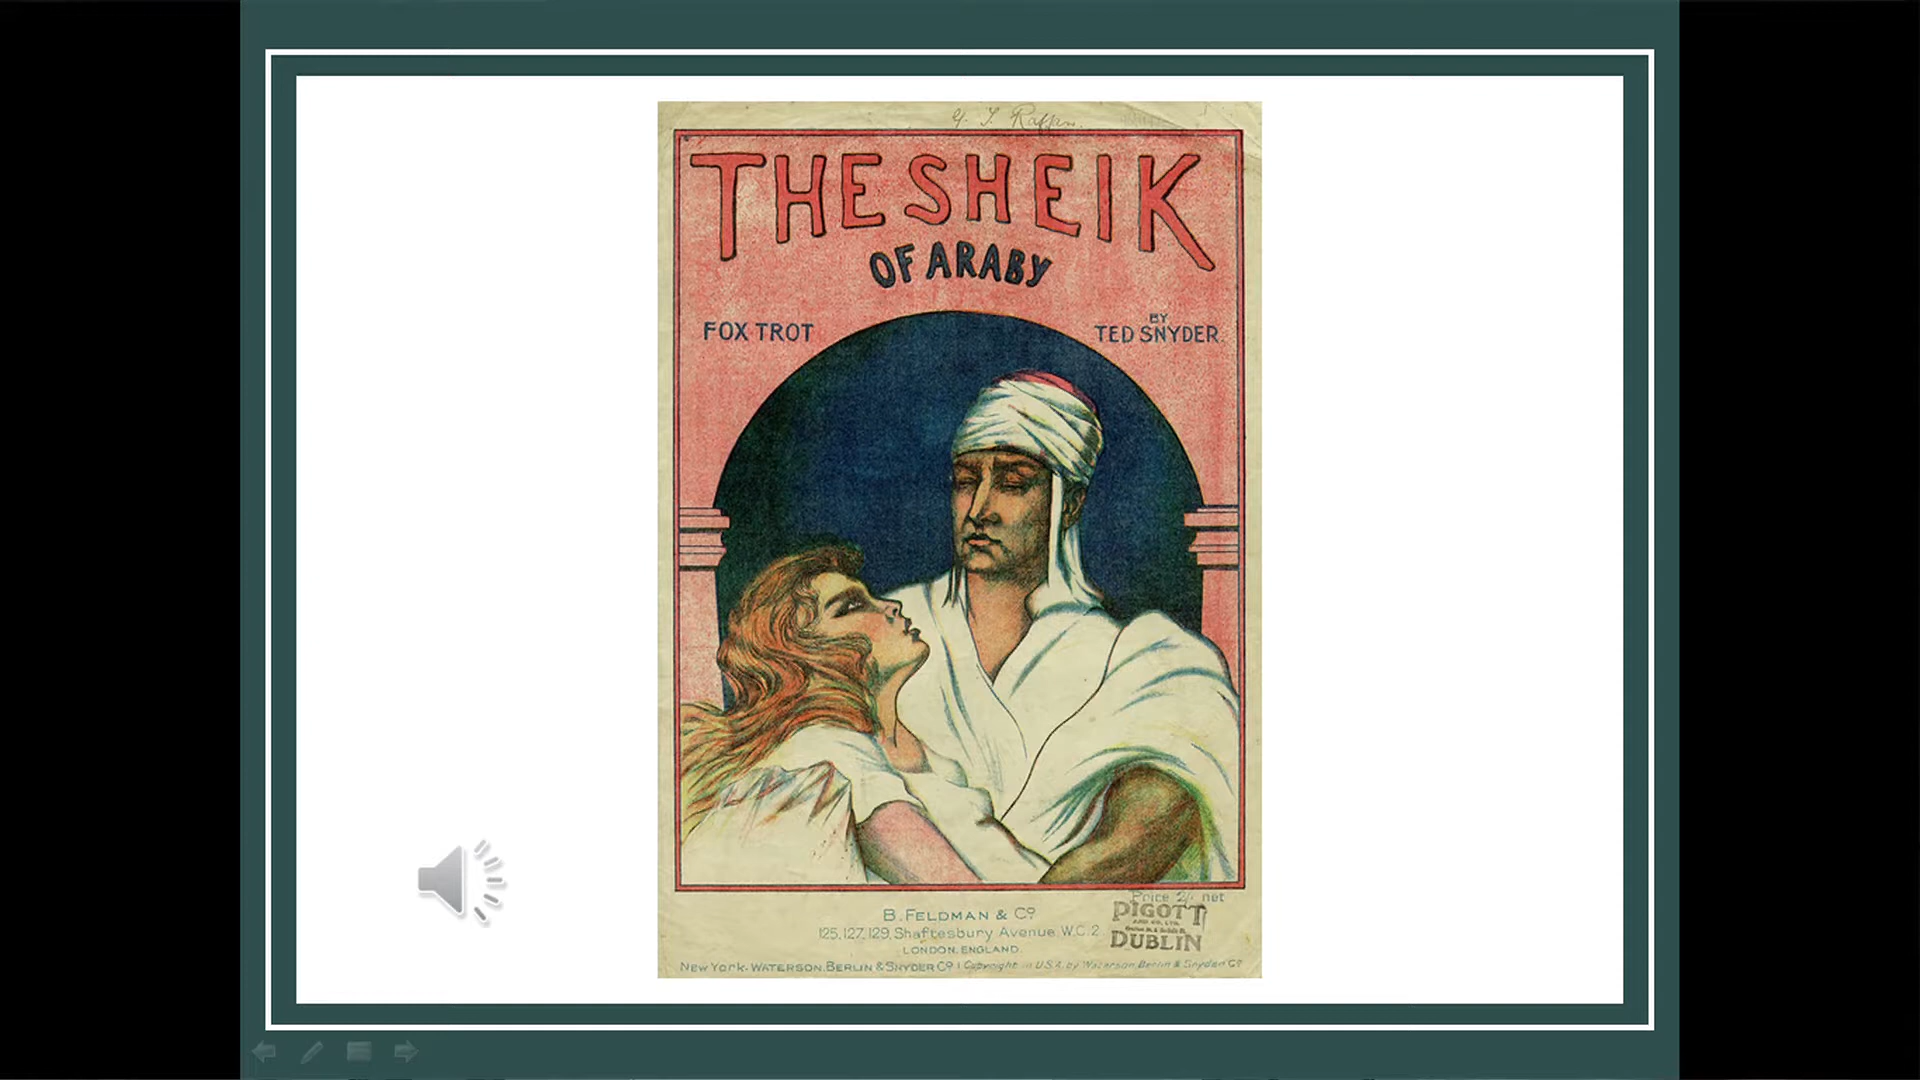 THE SHEIK
OF ARABY
FOX TROT
BY
TED SNYDER
B. FELDMAN & Co
125, 127, 129, Shaftesbury Avenue. W.C.2
LONDON, ENGLAND.
Price 2/- net
PIGOTT
DUBLIN
New York. WATERSON, BERLIN & SNYDER Co | Copyright in U.S.A. by Waterson, Berlin & Snyder Co